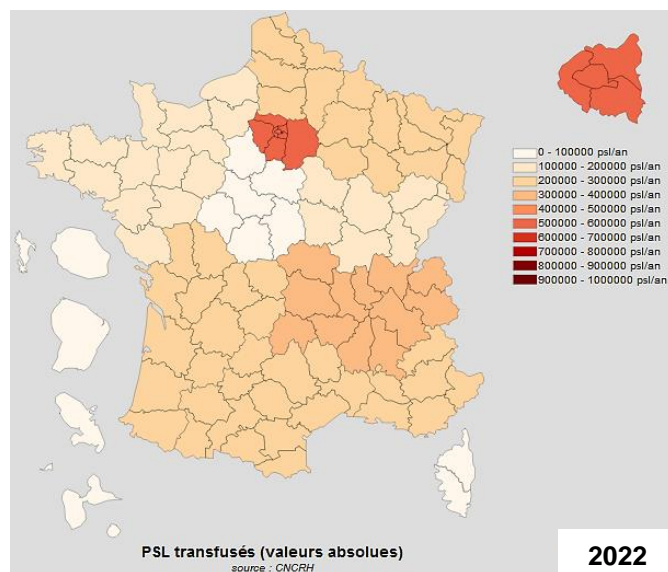 0 - 100000 psl/an
100000 - 200000 psl/an
200000 - 300000 psl/an
300000 - 400000 psl/an
400000 - 500000 psl/an
500000 - 600000 psl/an
600000 - 700000 psl/an
700000 - 800000 psl/an
800000 - 900000 psl/an
900000 - 1000000 psl/an
PSL transfusés (valeurs absolues)
source : CNCRH
2022